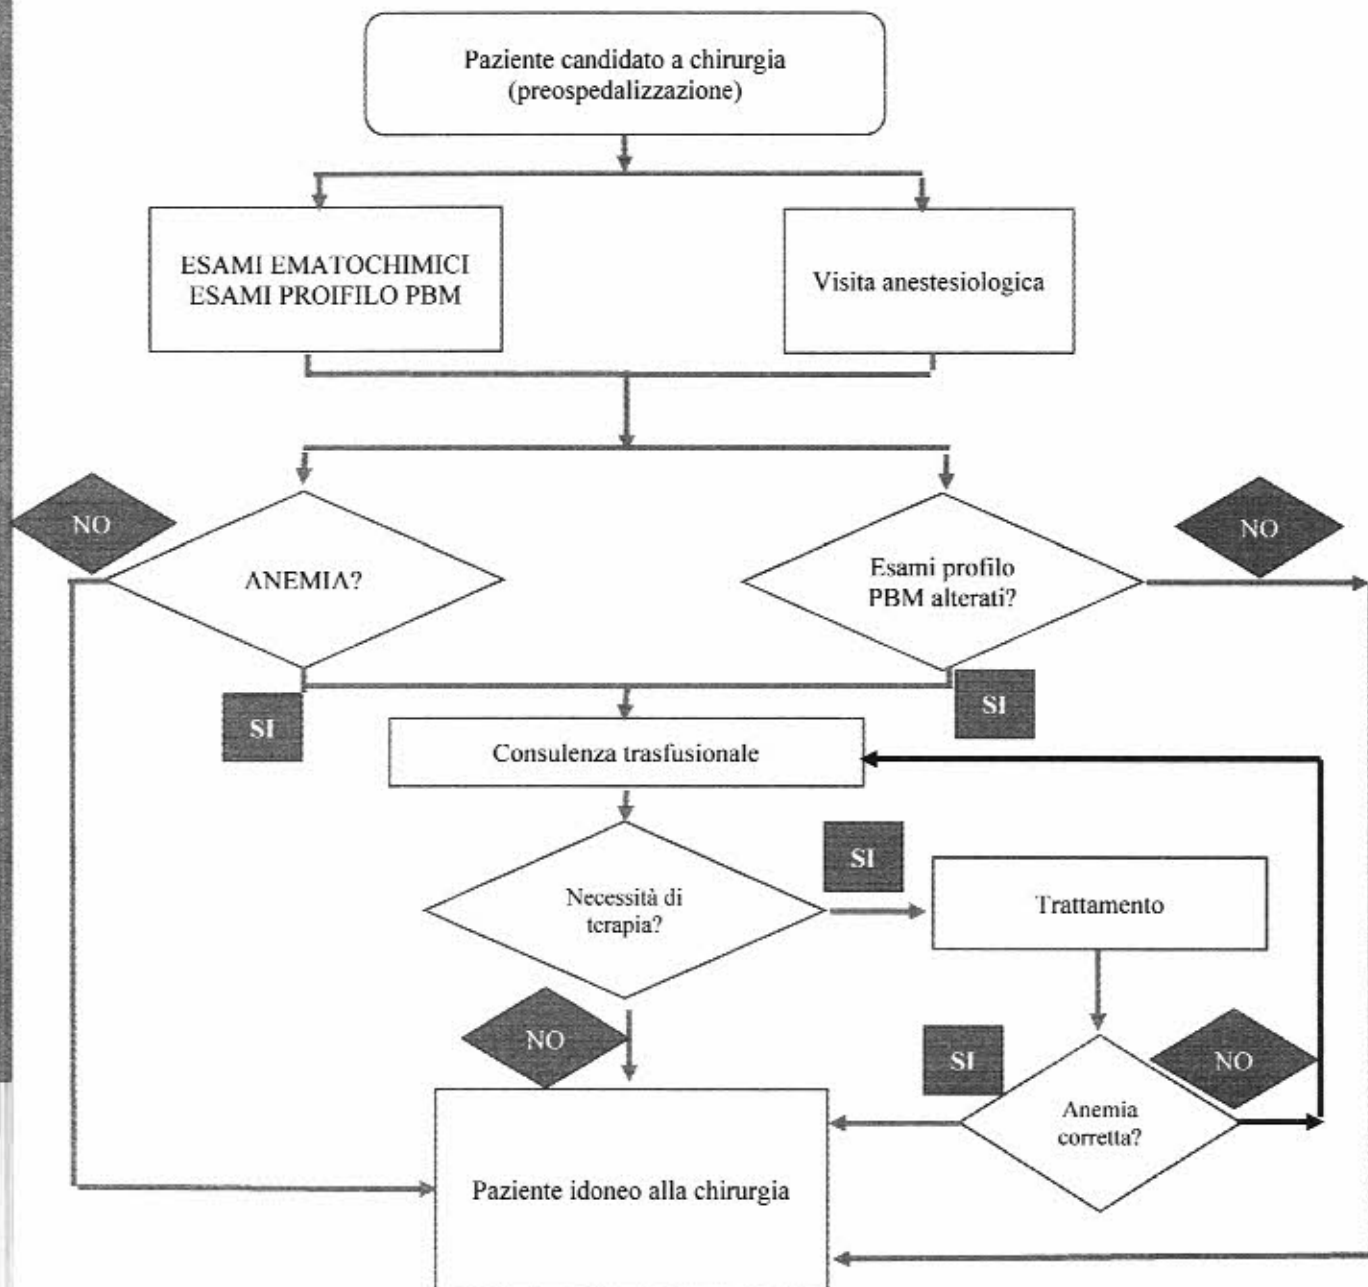 Paziente candidato a chirurgia
(preospedalizzazione)
ESAMI EMATOCHIMICI
ESAMI PROIFILO PBM
Visita anestesiologica
NO
ANEMIA?
Esami profilo
PBM alterati?
NO
SI
SI
Consulenza trasfusionale
Necessità di
terapia?
SI
Trattamento
NO
SI
NO
Anemia
corretta?
Paziente idoneo alla chirurgia